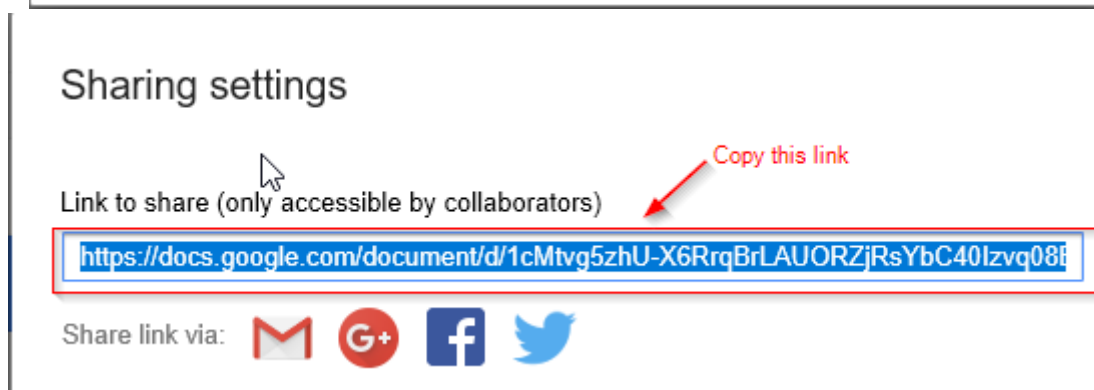 Sharing settings
Copy this link
Link to share (only accessible by collaborators)
https://docs.google.com/document/d/1cMtvg5zhU-X6RrqBrLAUORZjRsYbC40Izvq08E
Share link via: G+ f